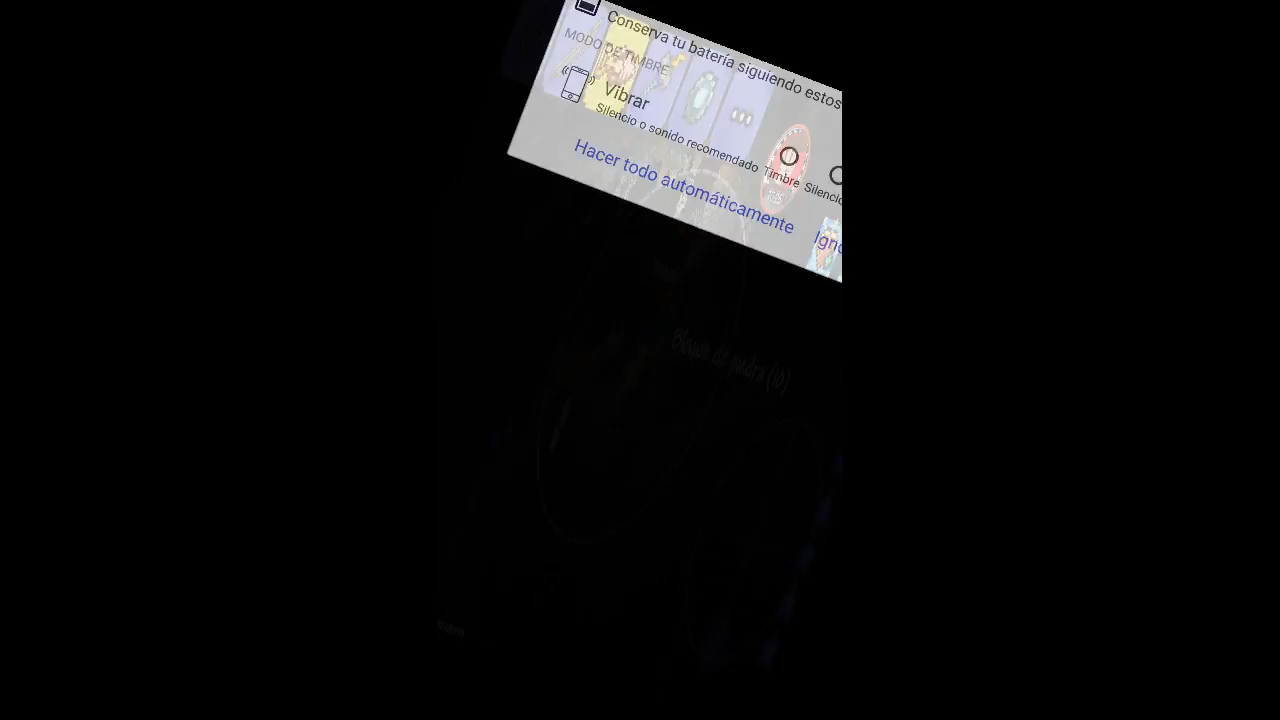 Conserva tu batería siguiendo estos
MODO DE TIMBRE
Vibrar
Silencio o sonido recomendado
Timbre
Silencio
Hacer todo automáticamente
Bloque de piedra (10)